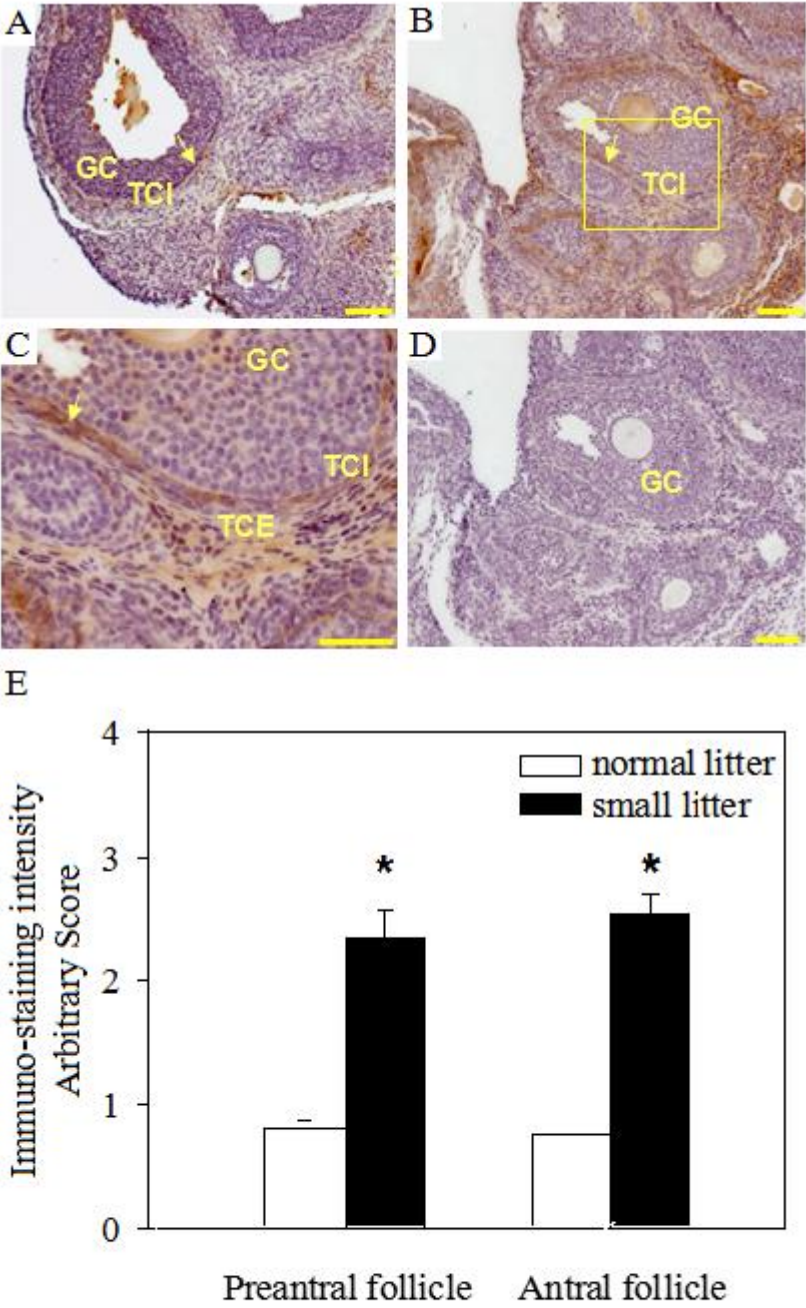 A
GC
TCI
B
GC
TCI
C
GC
TCI
TCE
D
GC
E
Immuno-staining intensity
Arbitrary Score
4
3
2
1
0
normal litter
small litter
*
*
Preantral follicle
Antral follicle